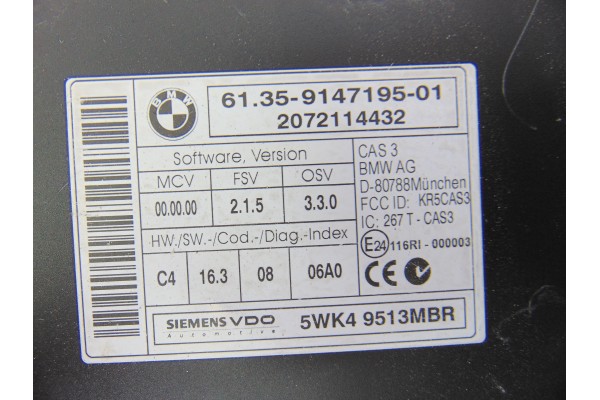 BMW
61.35-9147195-01
2072114432
Software, Version
MCV FSV OSV
00.00.00 2.1.5 3.3.0
HW./SW.-/Cod.-/Diag.-Index
C4 16.3 08 06A0
CAS 3
BMW AG
D-80788München
FCC ID: KR5CAS3
IC: 267 T - CAS3
E24 116RI - 000003
CE
SIEMENS VDO
Automotive
5WK4 9513MBR